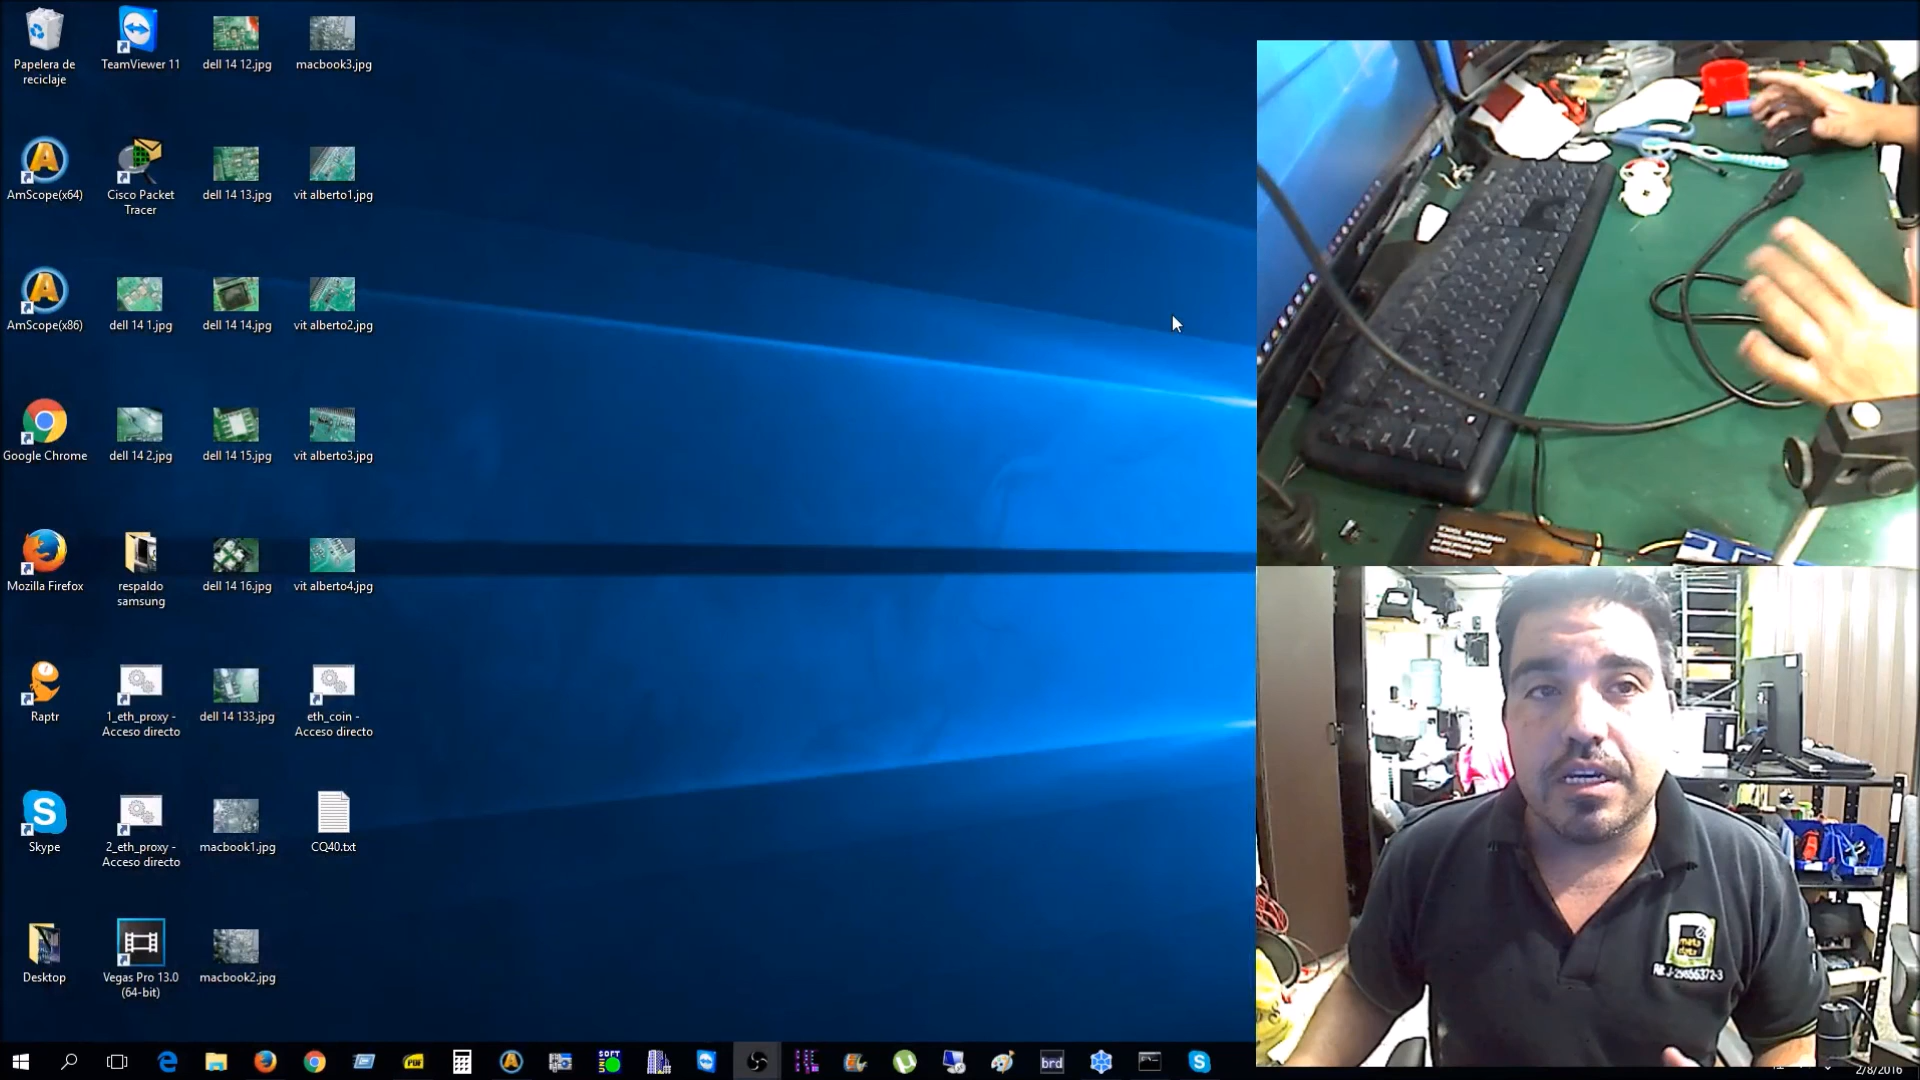 Papelera de
reciclaje
TeamViewer 11
dell 14 12.jpg
macbook3.jpg
AmScope(x64)
Cisco Packet
Tracer
dell 14 13.jpg
vit alberto1.jpg
AmScope(x86)
dell 14 1.jpg
dell 14 14.jpg
vit alberto2.jpg
Google Chrome
dell 14 2.jpg
dell 14 15.jpg
vit alberto3.jpg
Mozilla Firefox
respaldo
samsung
dell 14 16.jpg
vit alberto4.jpg
Raptr
1_eth_proxy -
Acceso directo
dell 14 133.jpg
eth_coin -
Acceso directo
Skype
2_eth_proxy -
Acceso directo
macbook1.jpg
CQ40.txt
Desktop
Vegas Pro 13.0
(64-bit)
macbook2.jpg
PDF
SOFT
brd
2/8/2016